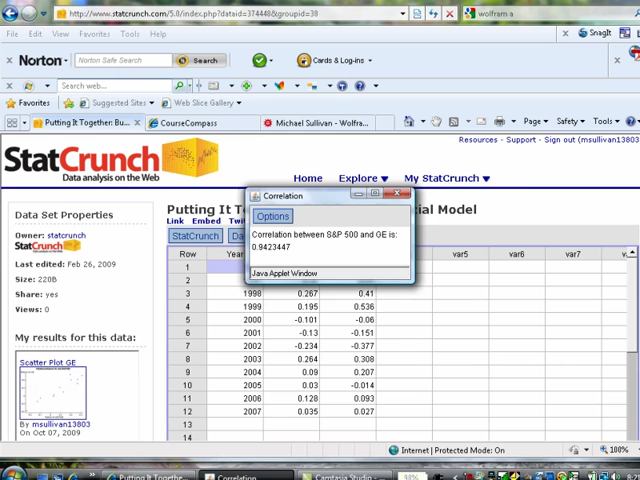 http://www.statcrunch.com/5.0/index.php?dataid=374448&groupid=38
wolfram a
File Edit View Favorites Tools Help
SnagIt
Norton
Norton Safe Search
Search
Cards & Log-ins
Search web...
Favorites
Suggested Sites
Web Slice Gallery
Putting It Together: Bu...
CourseCompass
Michael Sullivan - Wolfra...
Page
Safety
Tools
Resources - Support - Sign out (msullivan13803
StatCrunch
Data analysis on the Web
Home Explore My StatCrunch
Data Set Properties
Owner: statcrunch
StatCrunch
Last edited: Feb 26, 2009
Size: 220B
Share: yes
Views: 0
My results for this data:
Scatter Plot GE
By msullivan13803
On Oct 07, 2009
Putting It T
cial Model
Link Embed Twit
StatCrunch Da
Row Yea var5 var6 var7 va
1
2
3 1998 0.267 0.41
4 1999 0.195 0.536
5 2000 -0.101 -0.06
6 2001 -0.13 -0.151
7 2002 -0.234 -0.377
8 2003 0.264 0.308
9 2004 0.09 0.207
10 2005 0.03 -0.014
11 2006 0.128 0.093
12 2007 0.035 0.027
13
14
Correlation
Options
Correlation between S&P 500 and GE is:
0.9423447
Java Applet Window
Internet | Protected Mode: On
100%
Putting It Together...
Correlation
Camtasia Studio -
98%